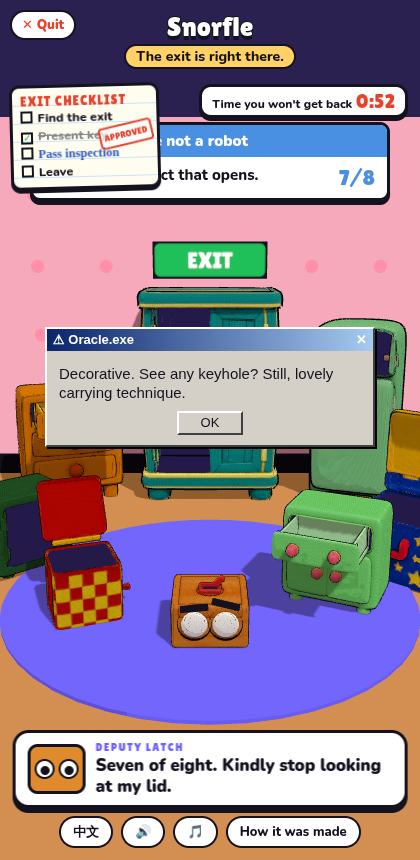 ✕ Quit
Snorfle
The exit is right there.
EXIT CHECKLIST
Find the exit
Present ke
APPROVED
Pass inspection
Leave
Time you won't get back 0:52
e not a robot
ct that opens.
7/8
EXIT
⚠ Oracle.exe ✕
Decorative. See any keyhole? Still, lovely
carrying technique.
OK
DEPUTY LATCH
Seven of eight. Kindly stop looking
at my lid.
中文
How it was made